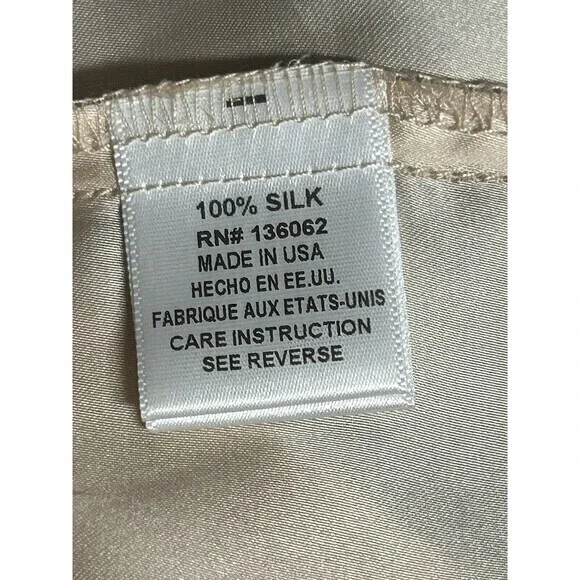 100% SILK
RN# 136062
MADE IN USA
HECHO EN EE.UU.
FABRIQUE AUX ETATS-UNIS
CARE INSTRUCTION
SEE REVERSE